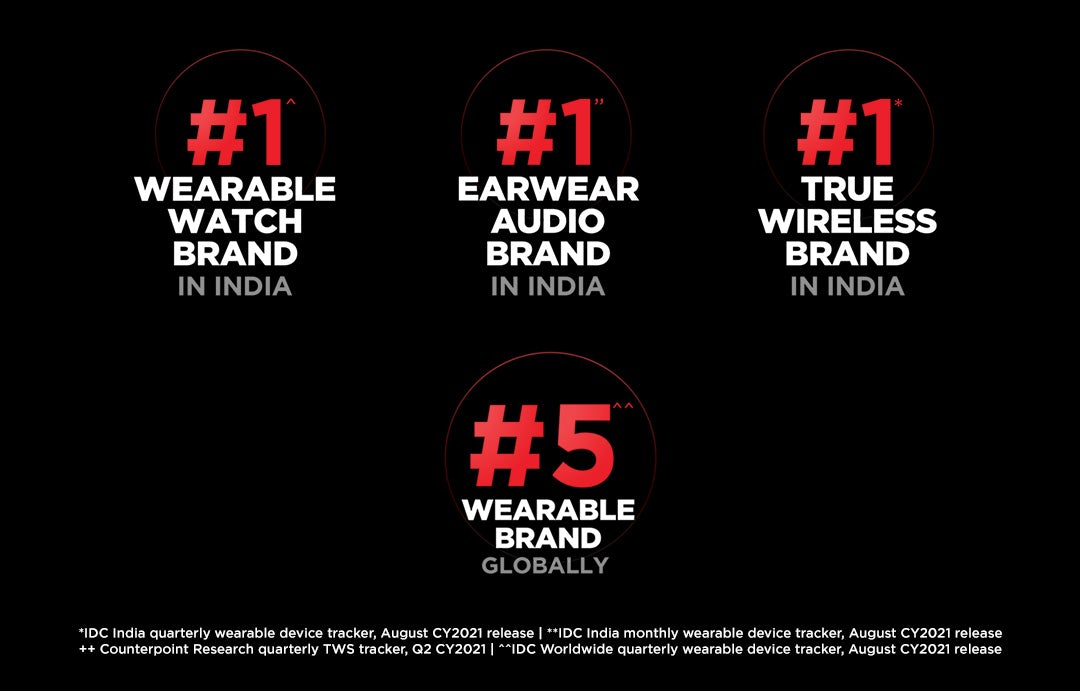 #1^
WEARABLE
WATCH
BRAND
IN INDIA
#1”
EARWEAR
AUDIO
BRAND
IN INDIA
#1*
TRUE
WIRELESS
BRAND
IN INDIA
#5^^
WEARABLE
BRAND
GLOBALLY
*IDC India quarterly wearable device tracker, August CY2021 release | **IDC India monthly wearable device tracker, August CY2021 release
++ Counterpoint Research quarterly TWS tracker, Q2 CY2021 | ^^IDC Worldwide quarterly wearable device tracker, August CY2021 release